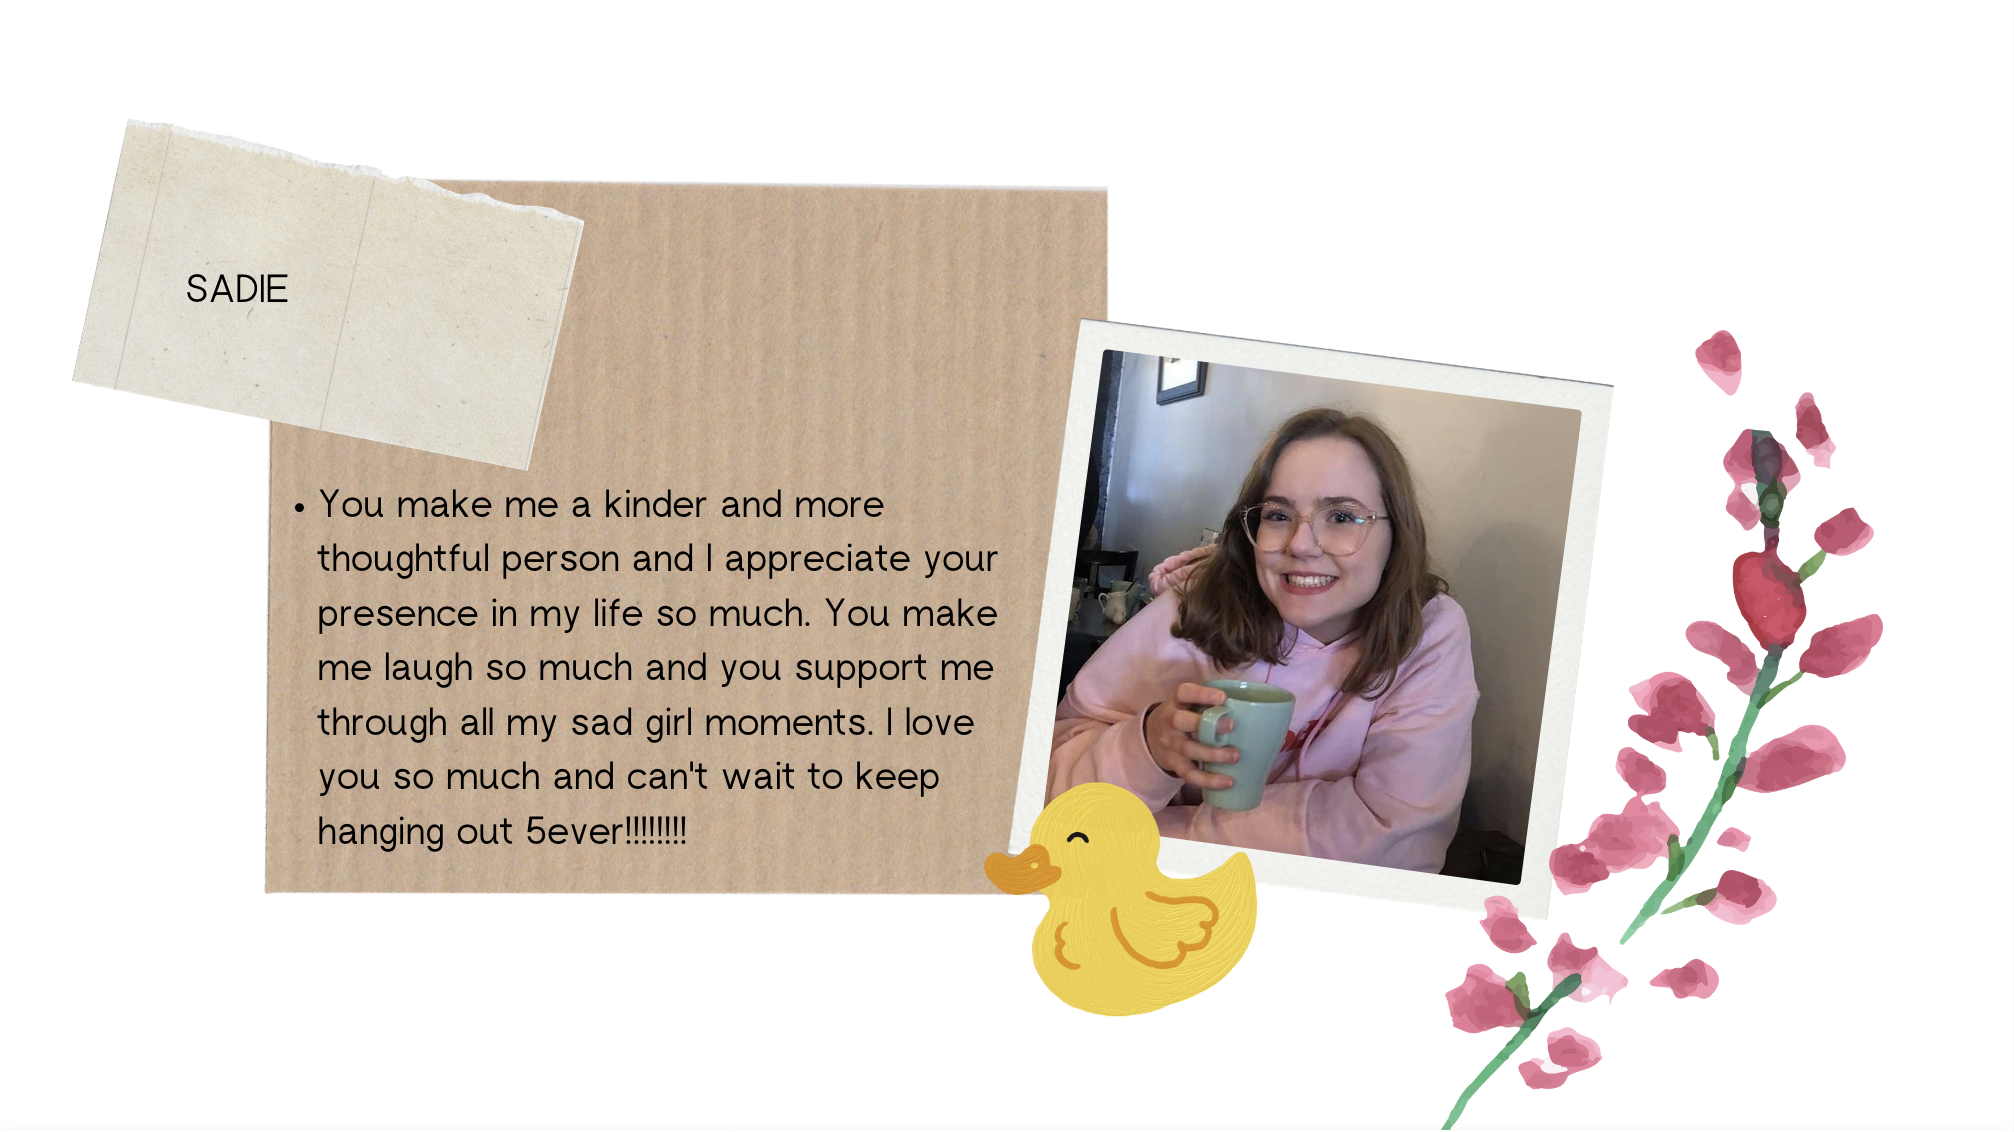 SADIE
• You make me a kinder and more
thoughtful person and I appreciate your
presence in my life so much. You make
me laugh so much and you support me
through all my sad girl moments. I love
you so much and can't wait to keep
hanging out 5ever!!!!!!!!